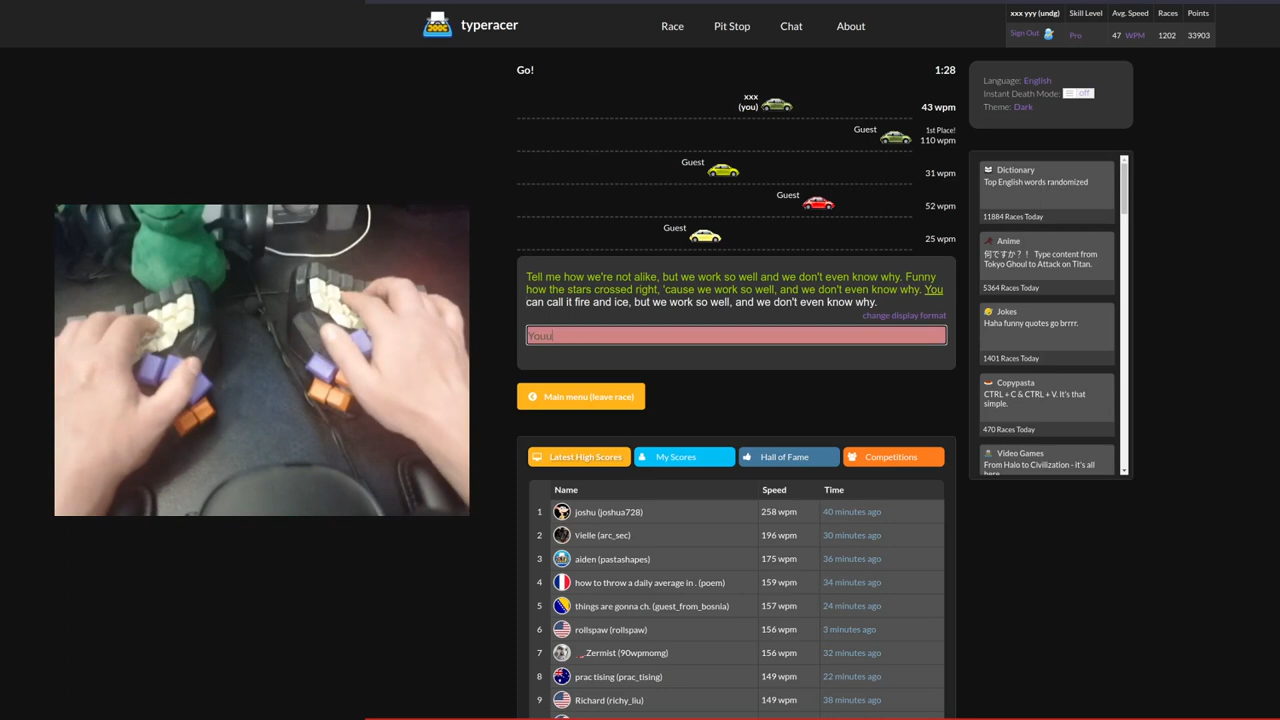 typeracer
Race
Pit Stop
Chat
About
xxx yyy (undg)
Skill Level
Avg. Speed
Races
Points
Sign Out
Pro
47 WPM
1202
33903
Go!
1:28
xxx
(you)
43 wpm
Guest
1st Place!
110 wpm
Guest
31 wpm
Guest
52 wpm
Guest
25 wpm
Tell me how we're not alike, but we work so well and we don't even know why. Funny
how the stars crossed right, 'cause we work so well, and we don't even know why. You
can call it fire and ice, but we work so well, and we don't even know why.
change display format
Youu
Main menu (leave race)
Latest High Scores
My Scores
Hall of Fame
Competitions
Name Speed Time
1 joshu (joshua728) 258 wpm 40 minutes ago
2 Vielle (arc_sec) 196 wpm 30 minutes ago
3 aiden (pastashapes) 175 wpm 36 minutes ago
4 how to throw a daily average in . (poem) 159 wpm 34 minutes ago
5 things are gonna ch. (guest_from_bosnia) 157 wpm 24 minutes ago
6 rollspaw (rollspaw) 156 wpm 3 minutes ago
7 Zermist (90wpmomg) 156 wpm 32 minutes ago
8 prac tising (prac_tising) 149 wpm 22 minutes ago
9 Richard (richy_liu) 149 wpm 38 minutes ago
Language: English
Instant Death Mode: off
Theme: Dark
Dictionary
Top English words randomized
11884 Races Today
Anime
何ですか？！ Type content from
Tokyo Ghoul to Attack on Titan.
5364 Races Today
Jokes
Haha funny quotes go brrrr.
1401 Races Today
Copypasta
CTRL + C & CTRL + V. It's that
simple.
470 Races Today
Video Games
From Halo to Civilization - it's all
here